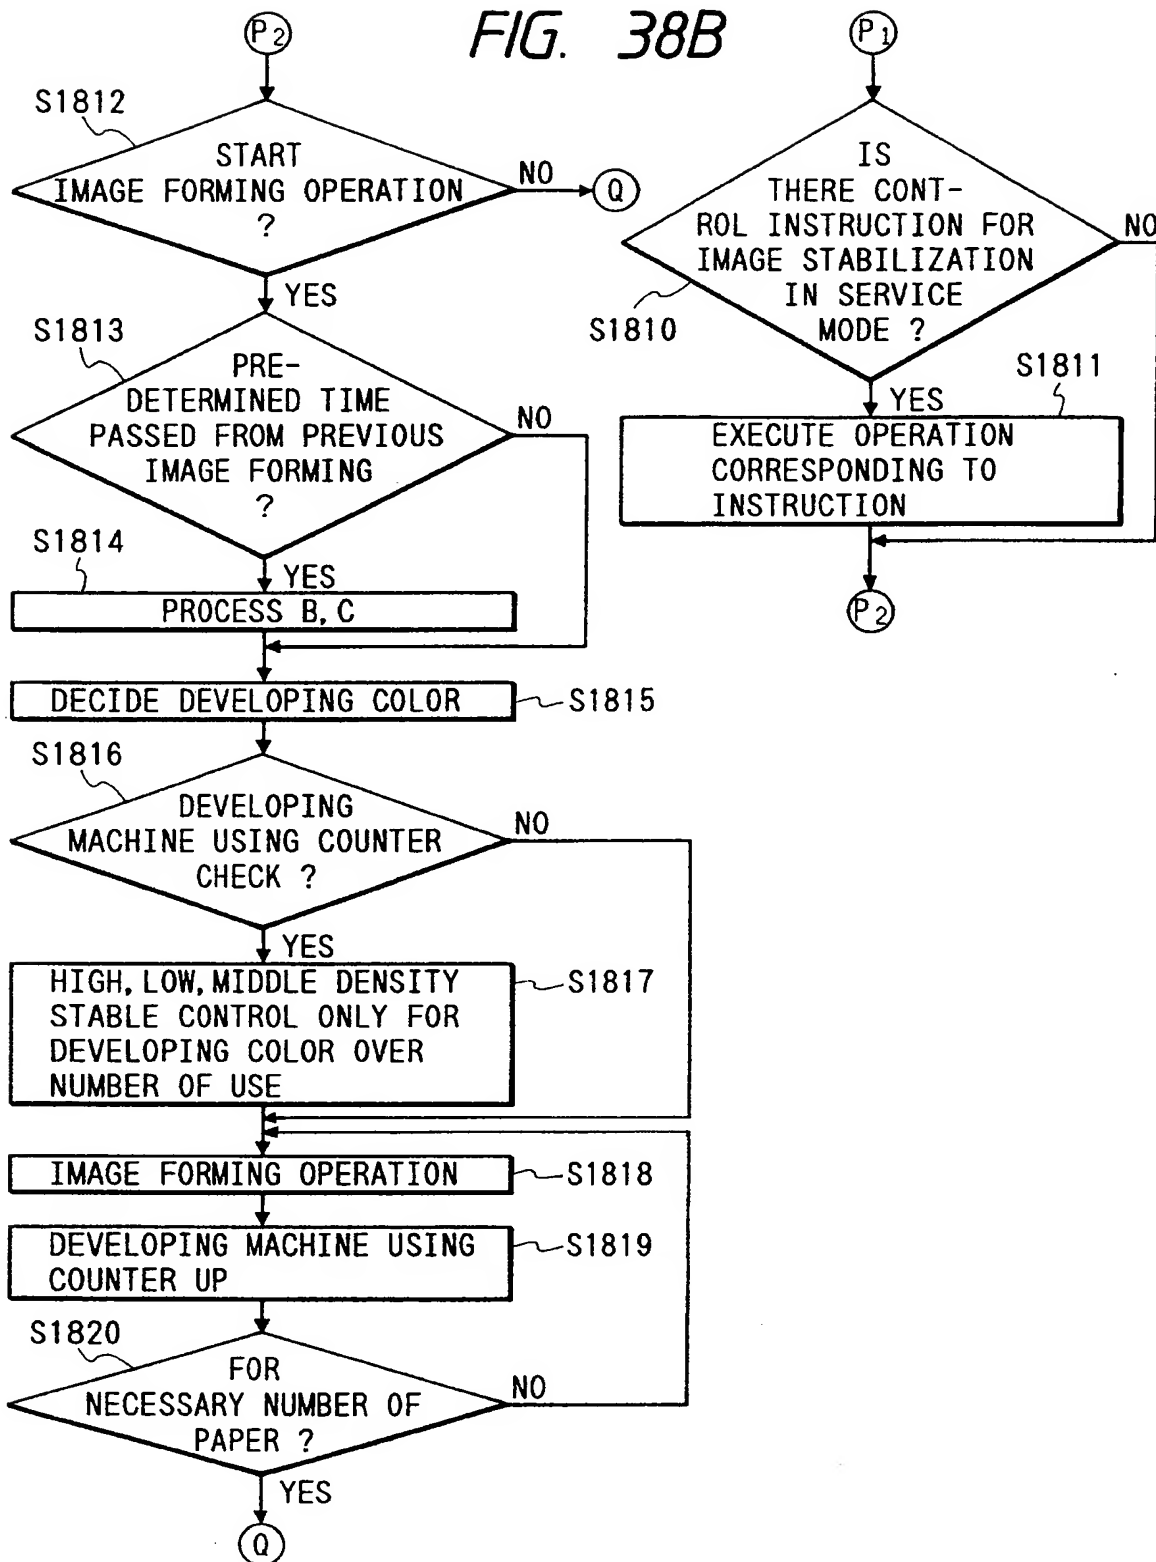 FIG. 38B
P2
S1812
START
IMAGE FORMING OPERATION
?
NO
Q
YES
S1813
PRE-
DETERMINED TIME
PASSED FROM PREVIOUS
IMAGE FORMING
?
NO
YES
S1814
PROCESS B, C
DECIDE DEVELOPING COLOR
S1815
S1816
DEVELOPING
MACHINE USING COUNTER
CHECK ?
NO
YES
HIGH, LOW, MIDDLE DENSITY
STABLE CONTROL ONLY FOR
DEVELOPING COLOR OVER
NUMBER OF USE
S1817
IMAGE FORMING OPERATION
S1818
DEVELOPING MACHINE USING
COUNTER UP
S1819
S1820
FOR
NECESSARY NUMBER OF
PAPER ?
NO
YES
Q
P1
IS
THERE CONT-
ROL INSTRUCTION FOR
IMAGE STABILIZATION
IN SERVICE
MODE ?
NO
S1810
YES
S1811
EXECUTE OPERATION
CORRESPONDING TO
INSTRUCTION
P2